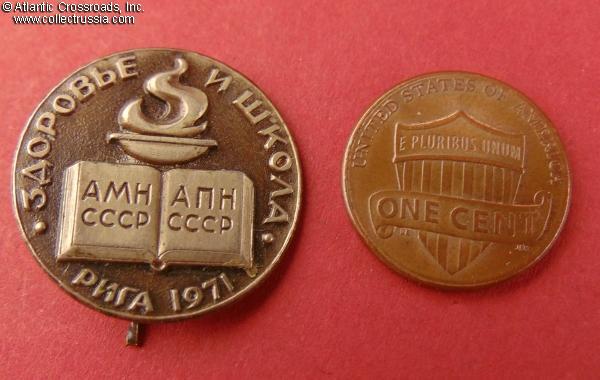 © Atlantic Crossroads, Inc.
www.collectrussia.com
• ЗДОРОВЬЕ И ШКОЛА •
АМН
СССР
АПН
СССР
РИГА 1971
UNITED STATES OF AMERICA
E PLURIBUS UNUM
ONE CENT